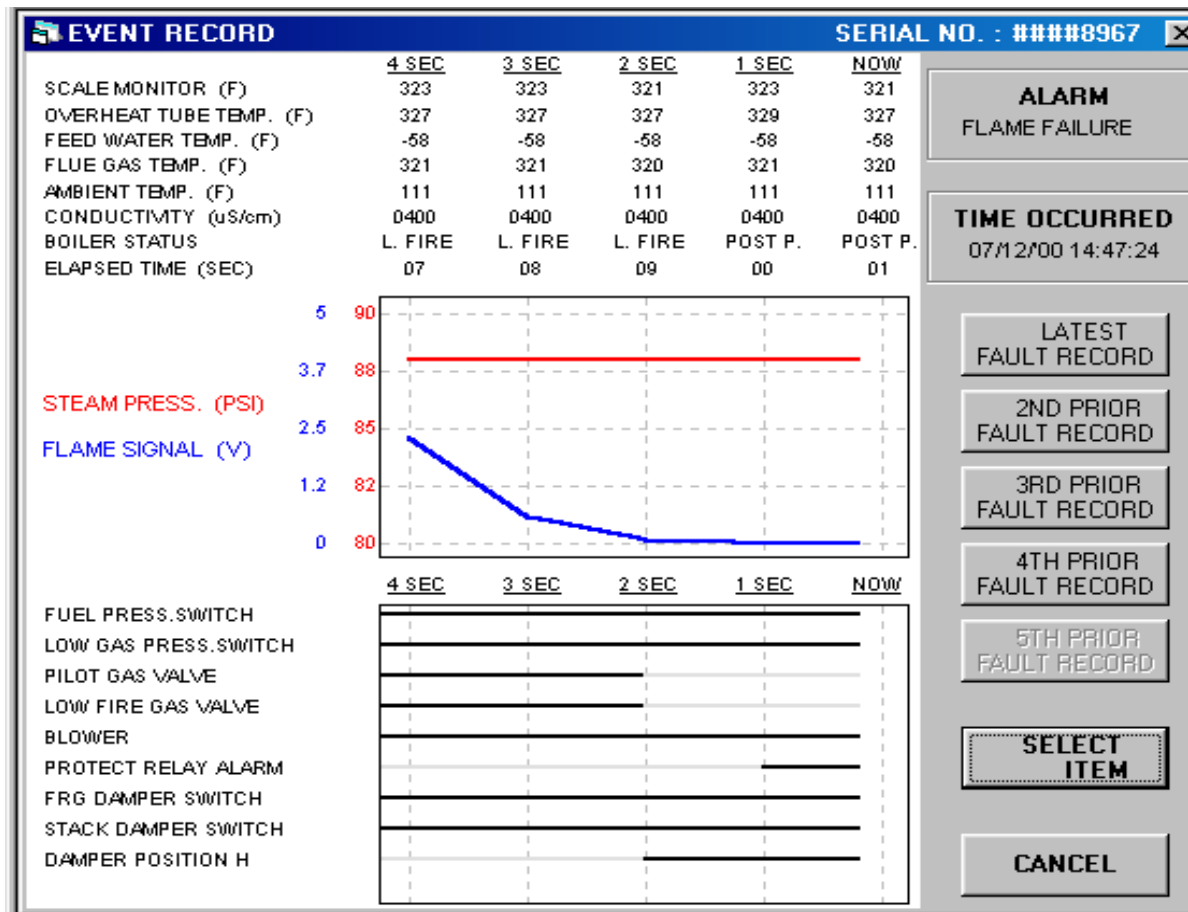 EVENT RECORD SERIAL NO. : ####8967
4 SEC 3 SEC 2 SEC 1 SEC NOW
SCALE MONITOR (F) 323 323 321 323 321
OVERHEAT TUBE TEMP. (F) 327 327 327 329 327
FEED WATER TEMP. (F) -58 -58 -58 -58 -58
FLUE GAS TEMP. (F) 321 321 320 321 320
AMBIENT TEMP. (F) 111 111 111 111 111
CONDUCTIVITY (uS/cm) 0400 0400 0400 0400 0400
BOILER STATUS L. FIRE L. FIRE L. FIRE POST P. POST P.
ELAPSED TIME (SEC) 07 08 09 00 01
5 90
3.7 88
STEAM PRESS. (PSI)
2.5 85
FLAME SIGNAL (V)
1.2 82
0 80
4 SEC 3 SEC 2 SEC 1 SEC NOW
FUEL PRESS.SWITCH
LOW GAS PRESS.SWITCH
PILOT GAS VALVE
LOW FIRE GAS VALVE
BLOWER
PROTECT RELAY ALARM
FRG DAMPER SWITCH
STACK DAMPER SWITCH
DAMPER POSITION H
ALARM
FLAME FAILURE
TIME OCCURRED
07/12/00 14:47:24
LATEST
FAULT RECORD
2ND PRIOR
FAULT RECORD
3RD PRIOR
FAULT RECORD
4TH PRIOR
FAULT RECORD
5TH PRIOR
FAULT RECORD
SELECT
ITEM
CANCEL